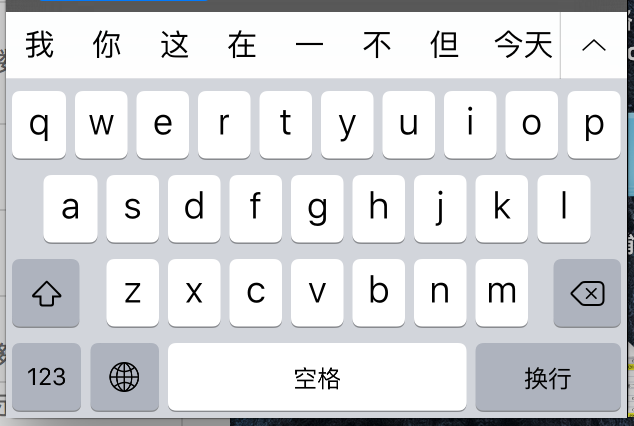 我 你 这 在 一 不 但 今天
q w e r t y u i o p
a s d f g h j k l
z x c v b n m
123 空格 换行